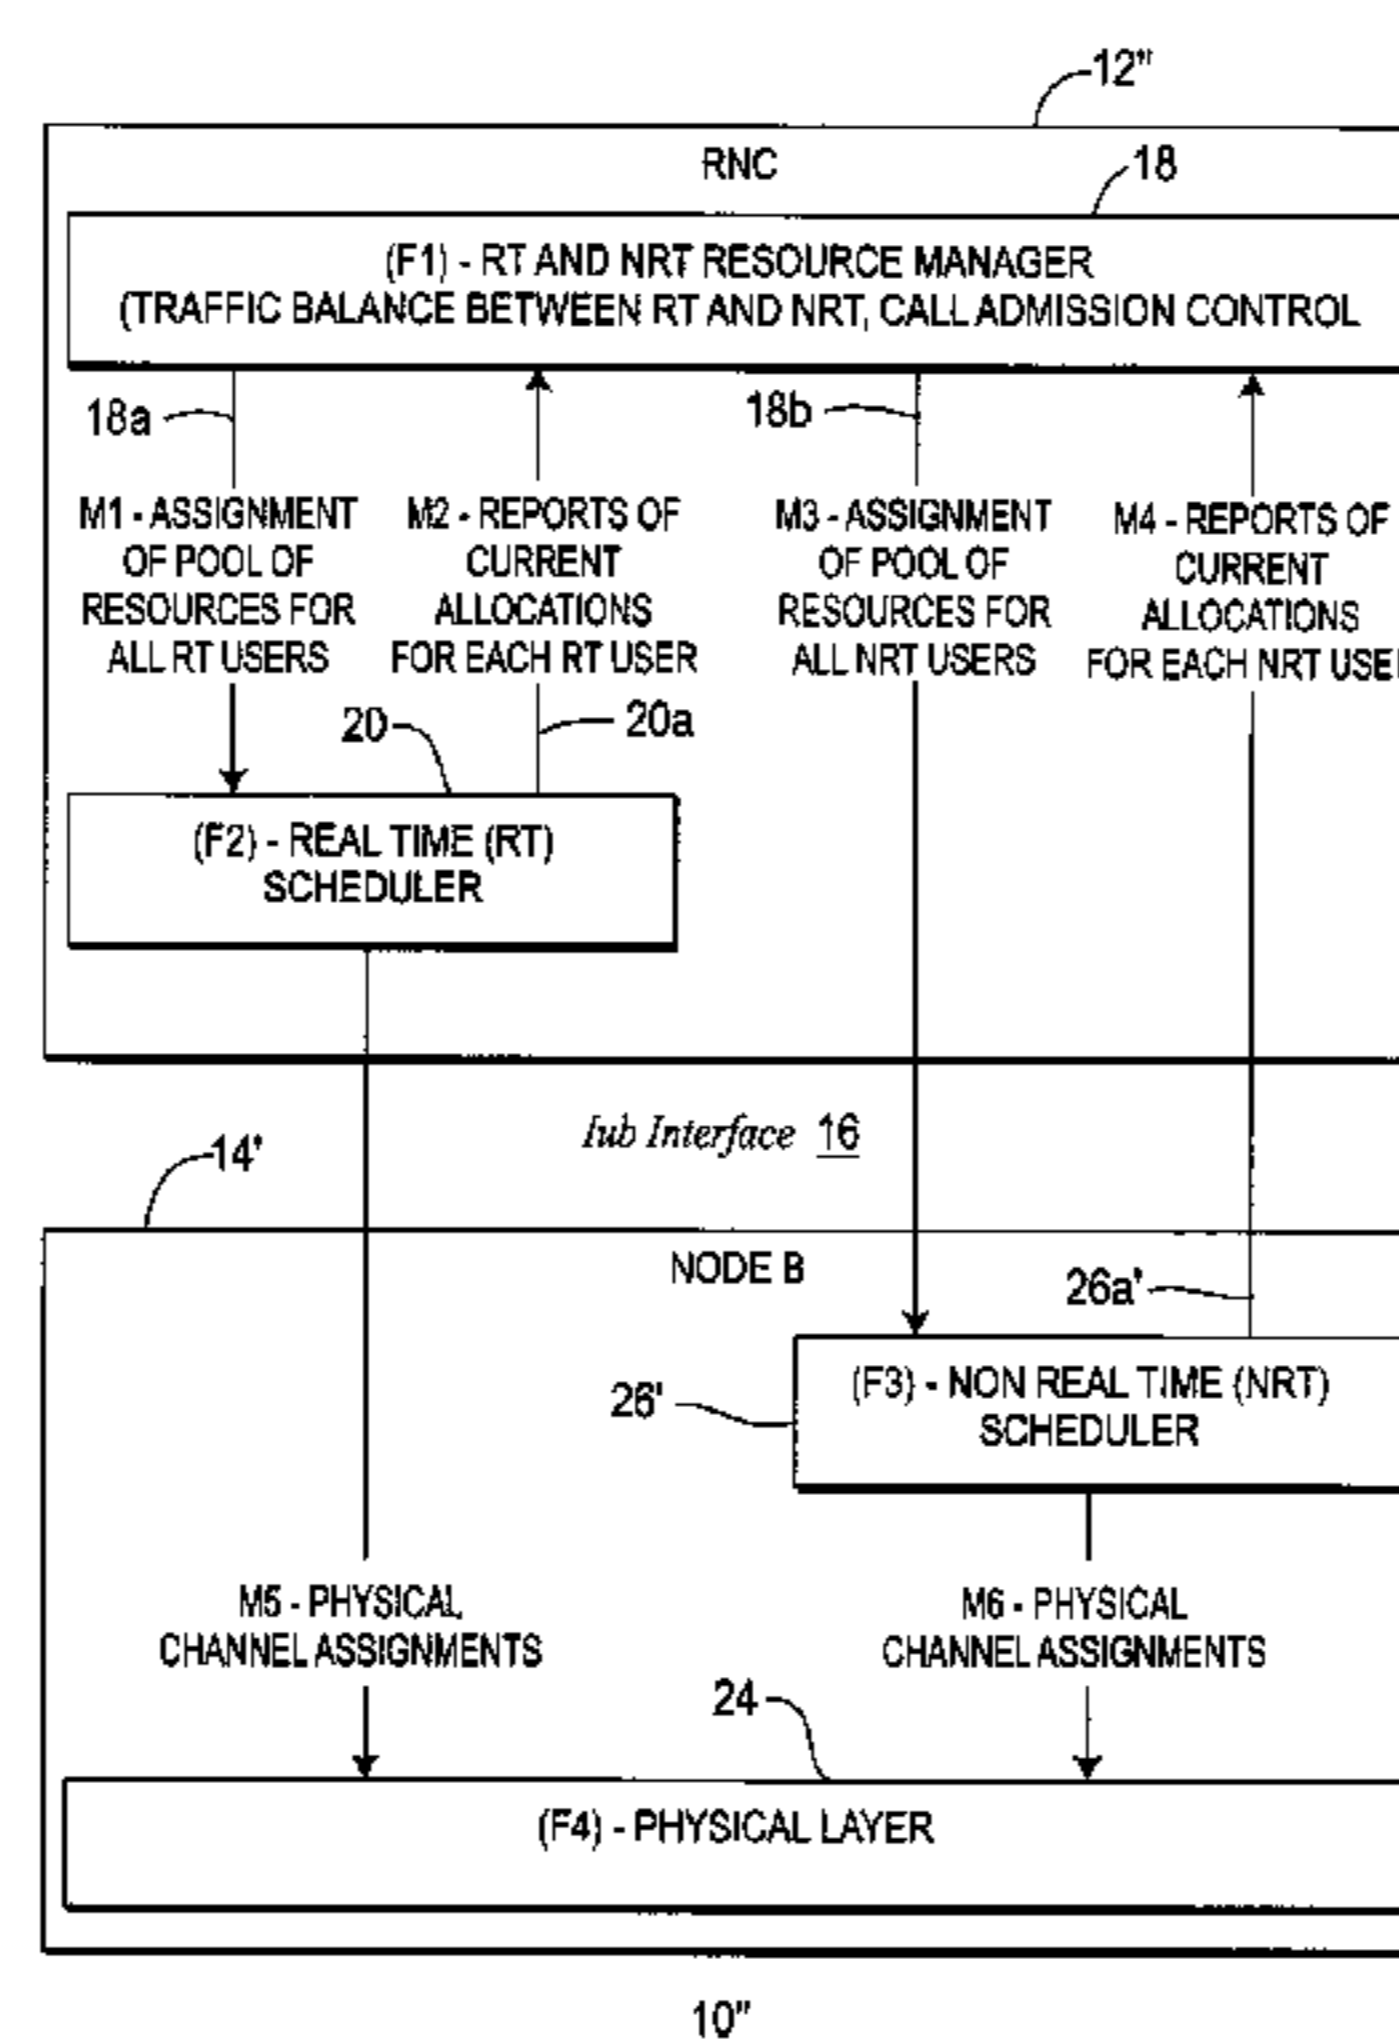 12"
RNC
18
(F1) - RT AND NRT RESOURCE MANAGER
(TRAFFIC BALANCE BETWEEN RT AND NRT, CALL ADMISSION CONTROL
18a
18b
M1 - ASSIGNMENT
OF POOL OF
RESOURCES FOR
ALL RT USERS
M2 - REPORTS OF
CURRENT
ALLOCATIONS
FOR EACH RT USER
M3 - ASSIGNMENT
OF POOL OF
RESOURCES FOR
ALL NRT USERS
M4 - REPORTS OF
CURRENT
ALLOCATIONS
FOR EACH NRT USE
20
20a
(F2) - REAL TIME (RT)
SCHEDULER
Iub Interface 16
14'
NODE B
26a'
26'
(F3) - NON REAL TIME (NRT)
SCHEDULER
M5 - PHYSICAL
CHANNEL ASSIGNMENTS
M6 - PHYSICAL
CHANNEL ASSIGNMENTS
24
(F4) - PHYSICAL LAYER
10"